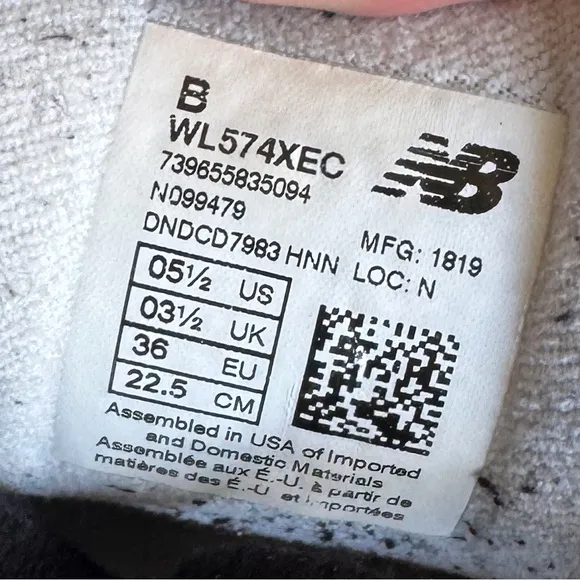 B
WL574XEC
739655835094
N099479
DNDCD7983 HNN
NB
MFG: 1819
LOC: N
05½ US
03½ UK
36 EU
22.5 CM
Assembled in USA of Imported
and Domestic Materials
Assemblée aux É.-U. à partir de
matières des É.-U. et importées